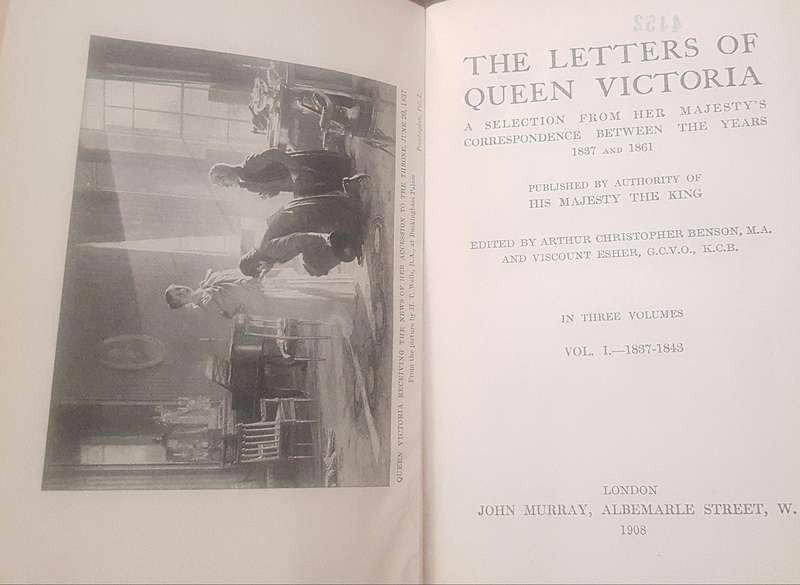 QUEEN VICTORIA RECEIVING THE NEWS OF HER ACCESSION TO THE THRONE, JUNE 20, 1837
From the picture by H. T. Wells, R.A., at Buckingham Palace
4452
THE LETTERS OF
QUEEN VICTORIA
A SELECTION FROM HER MAJESTY'S
CORRESPONDENCE BETWEEN THE YEARS
1837 AND 1861
PUBLISHED BY AUTHORITY OF
HIS MAJESTY THE KING
EDITED BY ARTHUR CHRISTOPHER BENSON, M.A.
AND VISCOUNT ESHER, G.C.V.O., K.C.B.
IN THREE VOLUMES
VOL. I.—1837-1843
LONDON
JOHN MURRAY, ALBEMARLE STREET, W.
1908